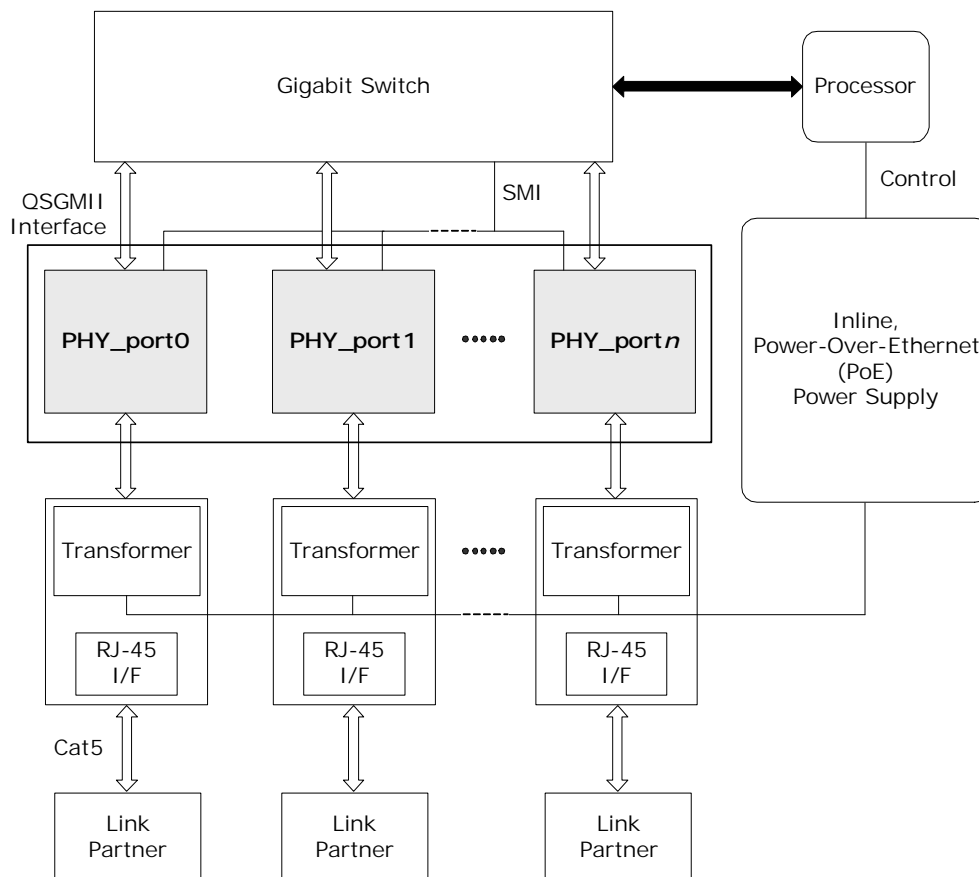 Gigabit Switch
Processor
QSGMII
Interface
SMI
Control
PHY_port0
PHY_port1
PHY_portn
Inline,
Power-Over-Ethernet
(PoE)
Power Supply
Transformer
Transformer
Transformer
RJ-45
I/F
RJ-45
I/F
RJ-45
I/F
Cat5
Link
Partner
Link
Partner
Link
Partner